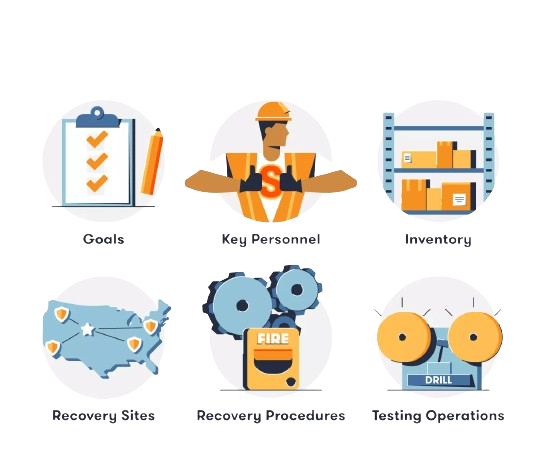 S
Goals
Key Personnel
Inventory
FIRE
DRILL
Recovery Sites
Recovery Procedures
Testing Operations